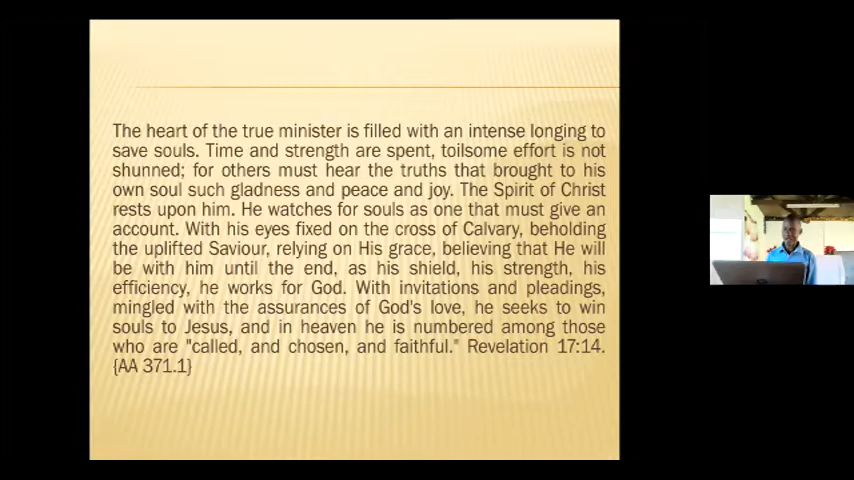 The heart of the true minister is filled with an intense longing to
save souls. Time and strength are spent, toilsome effort is not
shunned; for others must hear the truths that brought to his
own soul such gladness and peace and joy. The Spirit of Christ
rests upon him. He watches for souls as one that must give an
account. With his eyes fixed on the cross of Calvary, beholding
the uplifted Saviour, relying on His grace, believing that He will
be with him until the end, as his shield, his strength, his
efficiency, he works for God. With invitations and pleadings,
mingled with the assurances of God's love, he seeks to win
souls to Jesus, and in heaven he is numbered among those
who are "called, and chosen, and faithful." Revelation 17:14.
{AA 371.1}